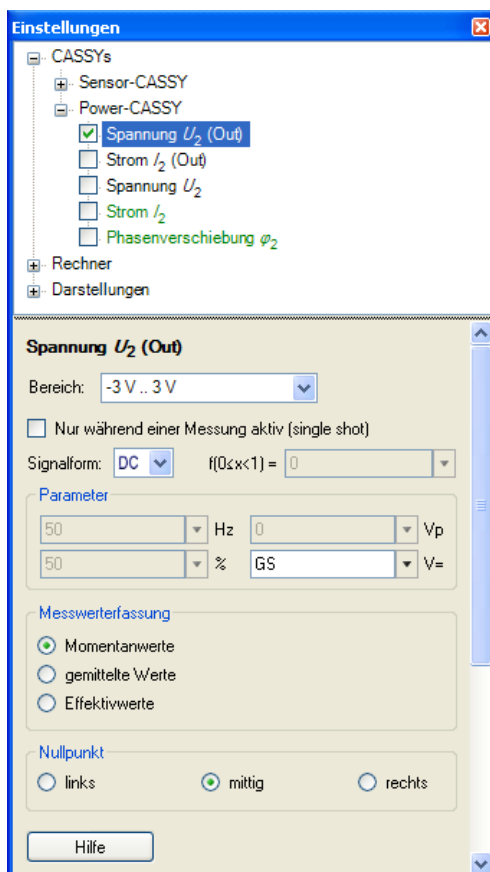 Einstellungen
CASSYs
Sensor-CASSY
Power-CASSY
Spannung U₂ (Out)
Strom I₂ (Out)
Spannung U₂
Strom I₂
Phasenverschiebung φ₂
Rechner
Darstellungen
Spannung U₂ (Out)
Bereich: -3 V .. 3 V
Nur während einer Messung aktiv (single shot)
Signalform: DC f(0≤x<1) = 0
Parameter
50 Hz 0 Vp
50 % GS V=
Messwerterfassung
Momentanwerte
gemittelte Werte
Effektivwerte
Nullpunkt
links mittig rechts
Hilfe